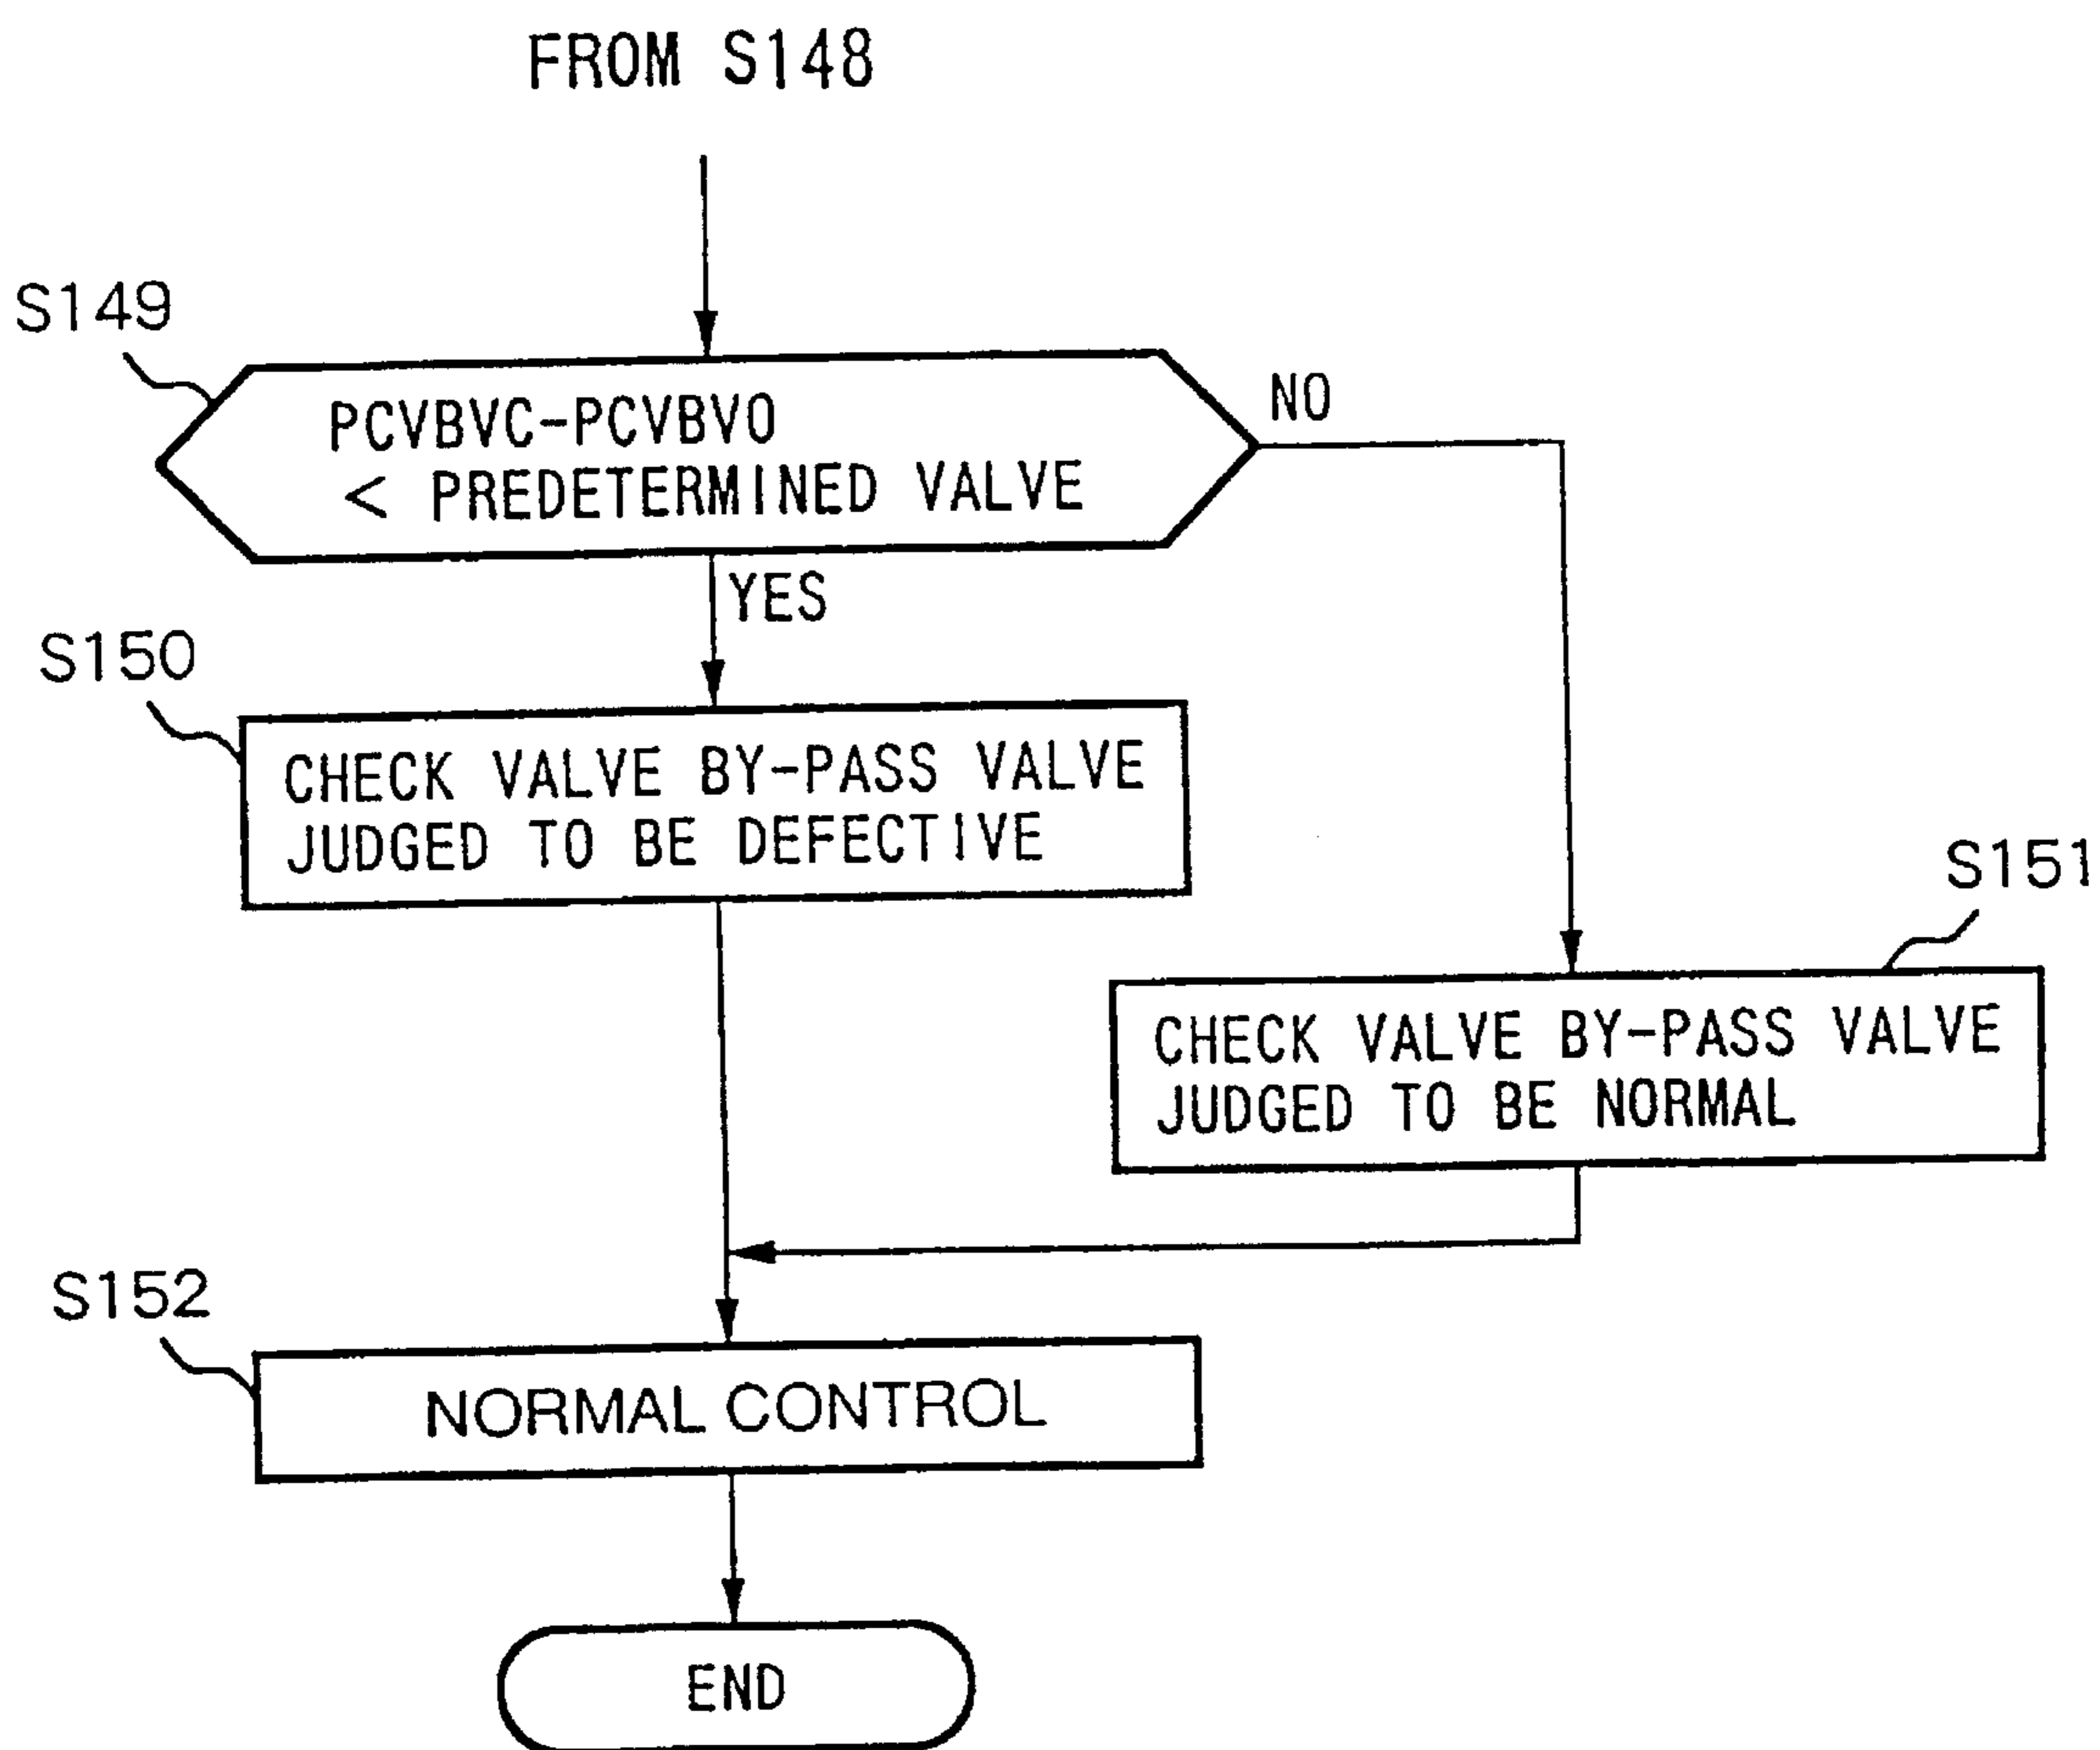 FROM S148
S149
PCVBVC-PCVBVO
< PREDETERMINED VALVE
NO
YES
S150
CHECK VALVE BY-PASS VALVE
JUDGED TO BE DEFECTIVE
S151
CHECK VALVE BY-PASS VALVE
JUDGED TO BE NORMAL
S152
NORMAL CONTROL
END